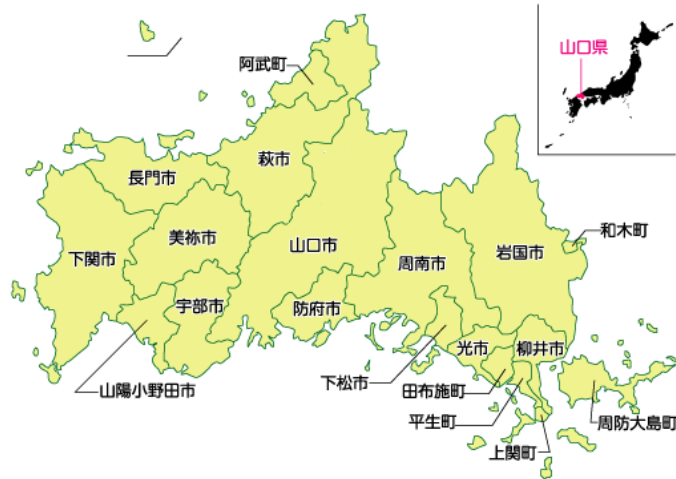 山口県
阿武町
萩市
長門市
美祢市
下関市
山口市
周南市
岩国市
和木町
宇部市
防府市
光市
柳井市
山陽小野田市
下松市
田布施町
平生町
上関町
周防大島町